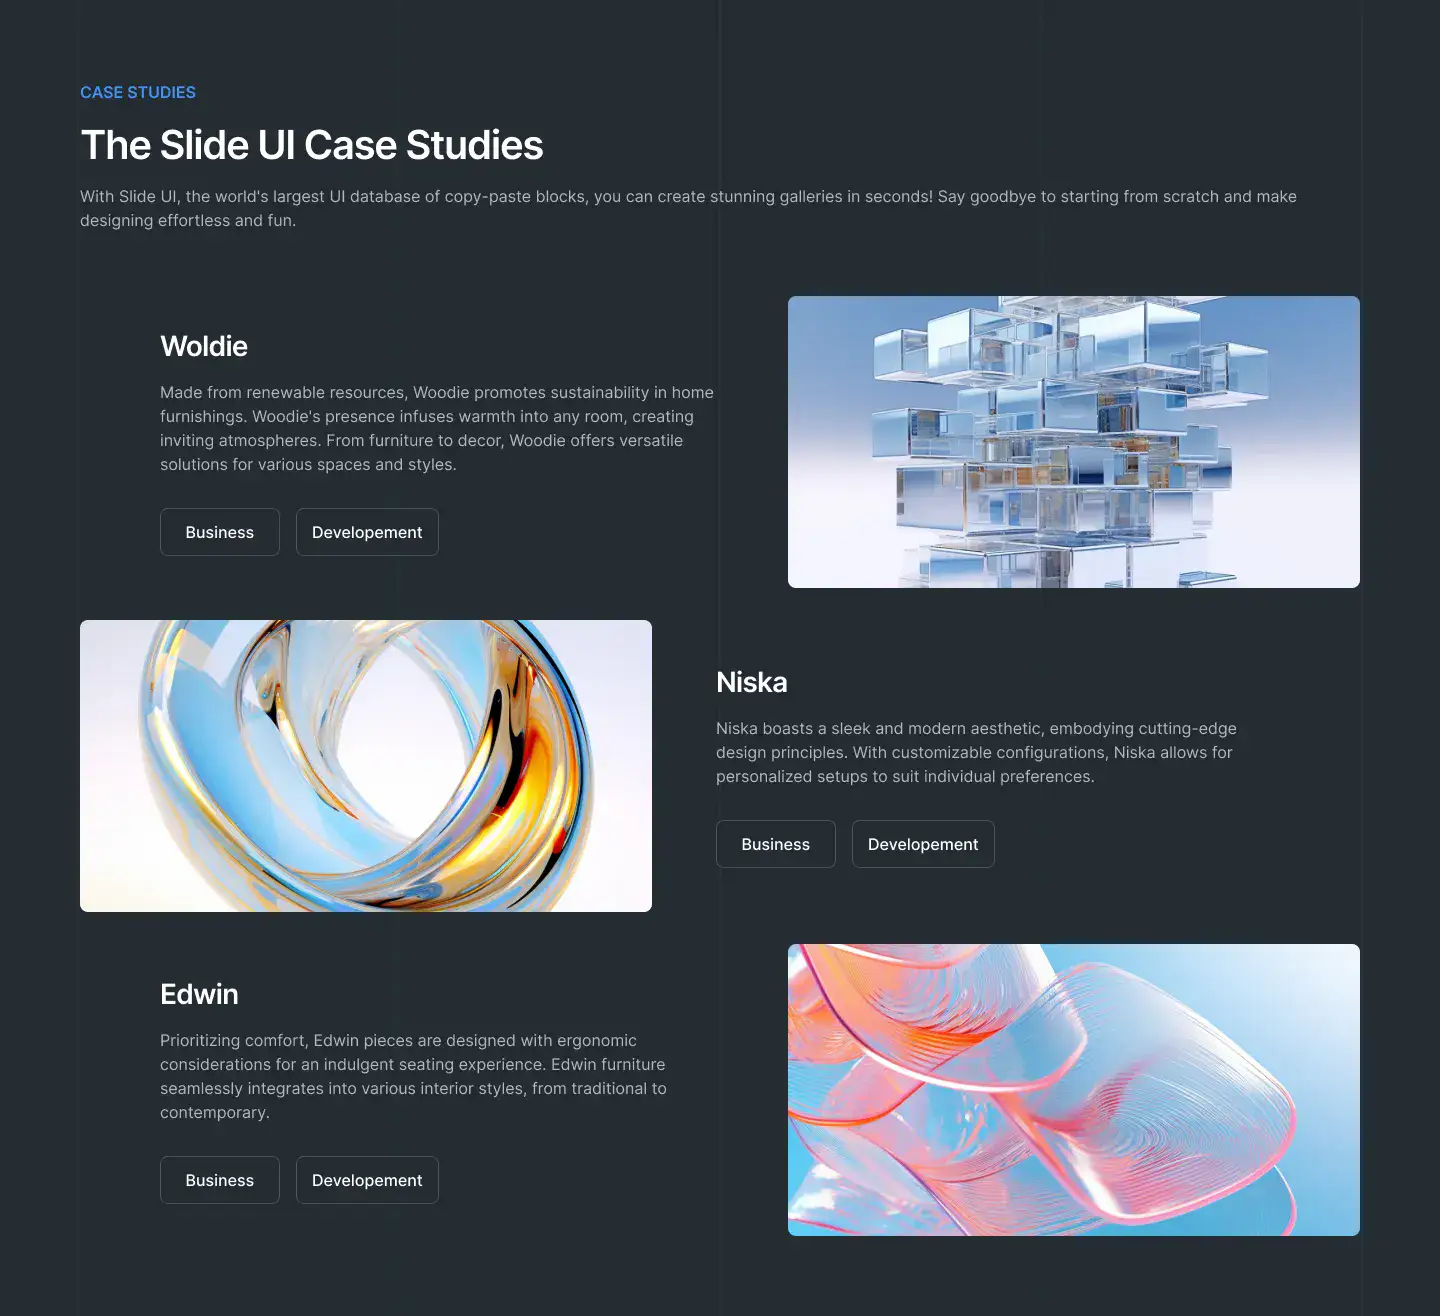 CASE STUDIES
The Slide UI Case Studies
With Slide UI, the world's largest UI database of copy-paste blocks, you can create stunning galleries in seconds! Say goodbye to starting from scratch and make
designing effortless and fun.
Woldie
Made from renewable resources, Woodie promotes sustainability in home
furnishings. Woodie's presence infuses warmth into any room, creating
inviting atmospheres. From furniture to decor, Woodie offers versatile
solutions for various spaces and styles.
Business
Developement
Niska
Niska boasts a sleek and modern aesthetic, embodying cutting-edge
design principles. With customizable configurations, Niska allows for
personalized setups to suit individual preferences.
Business
Developement
Edwin
Prioritizing comfort, Edwin pieces are designed with ergonomic
considerations for an indulgent seating experience. Edwin furniture
seamlessly integrates into various interior styles, from traditional to
contemporary.
Business
Developement